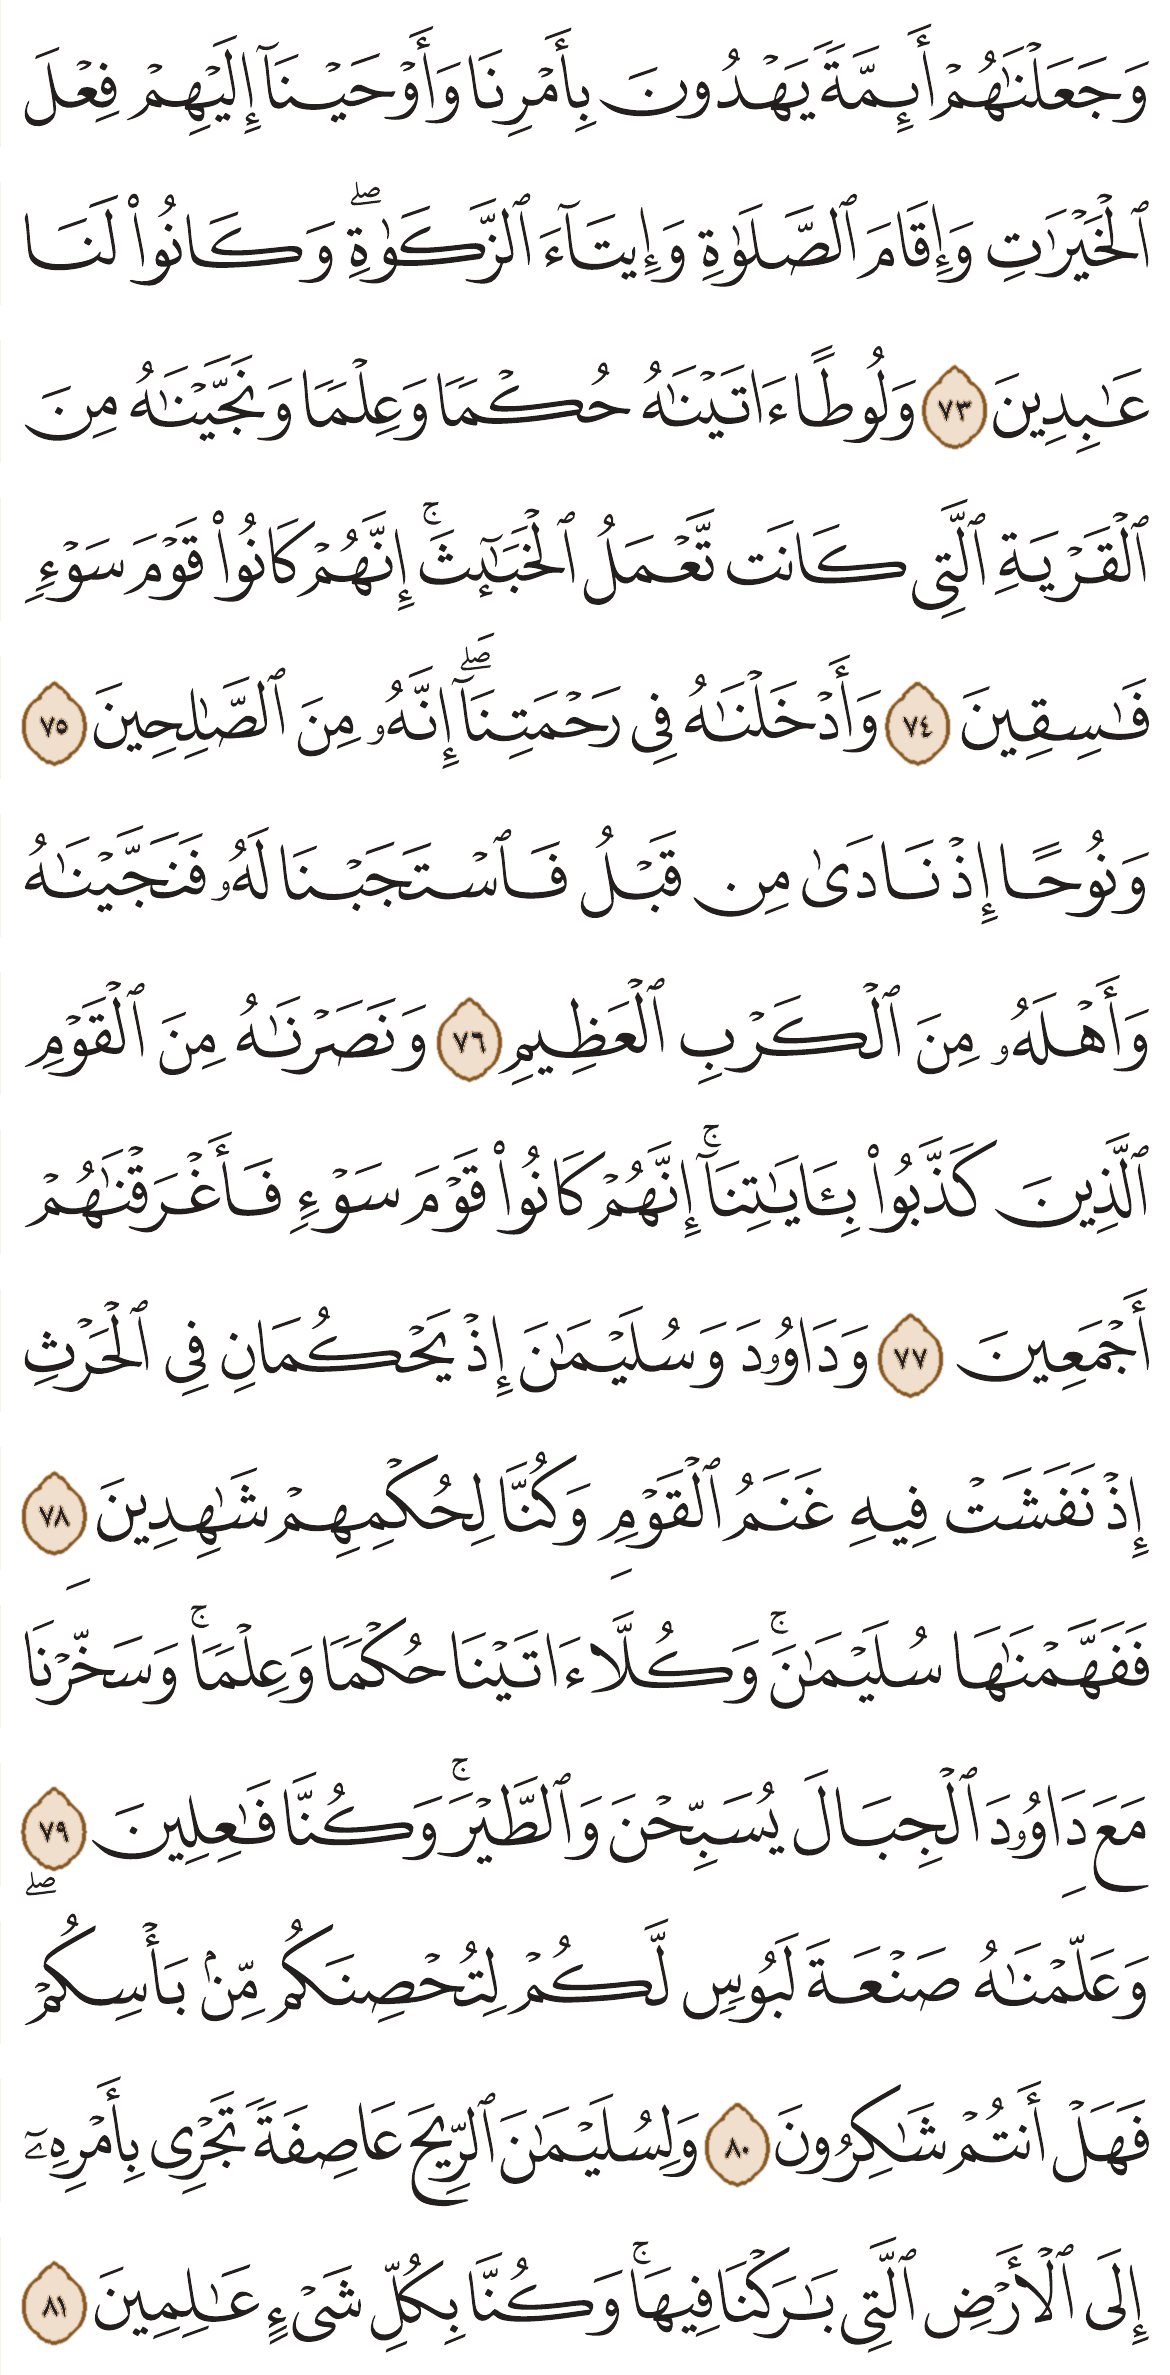 وَجَعَلۡنَٰهُمۡ أَئِمَّةٗ يَهۡدُونَ بِأَمۡرِنَا وَأَوۡحَيۡنَآ إِلَيۡهِمۡ فِعۡلَ
ٱلۡخَيۡرَٰتِ وَإِقَامَ ٱلصَّلَوٰةِ وَإِيتَآءَ ٱلزَّكَوٰةِۖ وَكَانُواْ لَنَا
عَٰبِدِينَ ٧٣ وَلُوطًا ءَاتَيۡنَٰهُ حُكۡمٗا وَعِلۡمٗا وَنَجَّيۡنَٰهُ مِنَ
ٱلۡقَرۡيَةِ ٱلَّتِي كَانَت تَّعۡمَلُ ٱلۡخَبَٰٓئِثَۚ إِنَّهُمۡ كَانُواْ قَوۡمَ سَوۡءٖ
فَٰسِقِينَ ٧٤ وَأَدۡخَلۡنَٰهُ فِي رَحۡمَتِنَآۖ إِنَّهُۥ مِنَ ٱلصَّٰلِحِينَ ٧٥
وَنُوحًا إِذۡ نَادَىٰ مِن قَبۡلُ فَٱسۡتَجَبۡنَا لَهُۥ فَنَجَّيۡنَٰهُ
وَأَهۡلَهُۥ مِنَ ٱلۡكَرۡبِ ٱلۡعَظِيمِ ٧٦ وَنَصَرۡنَٰهُ مِنَ ٱلۡقَوۡمِ
ٱلَّذِينَ كَذَّبُواْ بِـَٔايَٰتِنَآۚ إِنَّهُمۡ كَانُواْ قَوۡمَ سَوۡءٖ فَأَغۡرَقۡنَٰهُمۡ
أَجۡمَعِينَ ٧٧ وَدَاوُۥدَ وَسُلَيۡمَٰنَ إِذۡ يَحۡكُمَانِ فِي ٱلۡحَرۡثِ
إِذۡ نَفَشَتۡ فِيهِ غَنَمُ ٱلۡقَوۡمِ وَكُنَّا لِحُكۡمِهِمۡ شَٰهِدِينَ ٧٨
فَفَهَّمۡنَٰهَا سُلَيۡمَٰنَۚ وَكُلًّا ءَاتَيۡنَا حُكۡمٗا وَعِلۡمٗاۚ وَسَخَّرۡنَا
مَعَ دَاوُۥدَ ٱلۡجِبَالَ يُسَبِّحۡنَ وَٱلطَّيۡرَۚ وَكُنَّا فَٰعِلِينَ ٧٩
وَعَلَّمۡنَٰهُ صَنۡعَةَ لَبُوسٖ لَّكُمۡ لِتُحۡصِنَكُم مِّنۢ بَأۡسِكُمۡۖ
فَهَلۡ أَنتُمۡ شَٰكِرُونَ ٨٠ وَلِسُلَيۡمَٰنَ ٱلرِّيحَ عَاصِفَةٗ تَجۡرِي بِأَمۡرِهِۦٓ
إِلَى ٱلۡأَرۡضِ ٱلَّتِي بَٰرَكۡنَا فِيهَاۚ وَكُنَّا بِكُلِّ شَيۡءٍ عَٰلِمِينَ ٨١